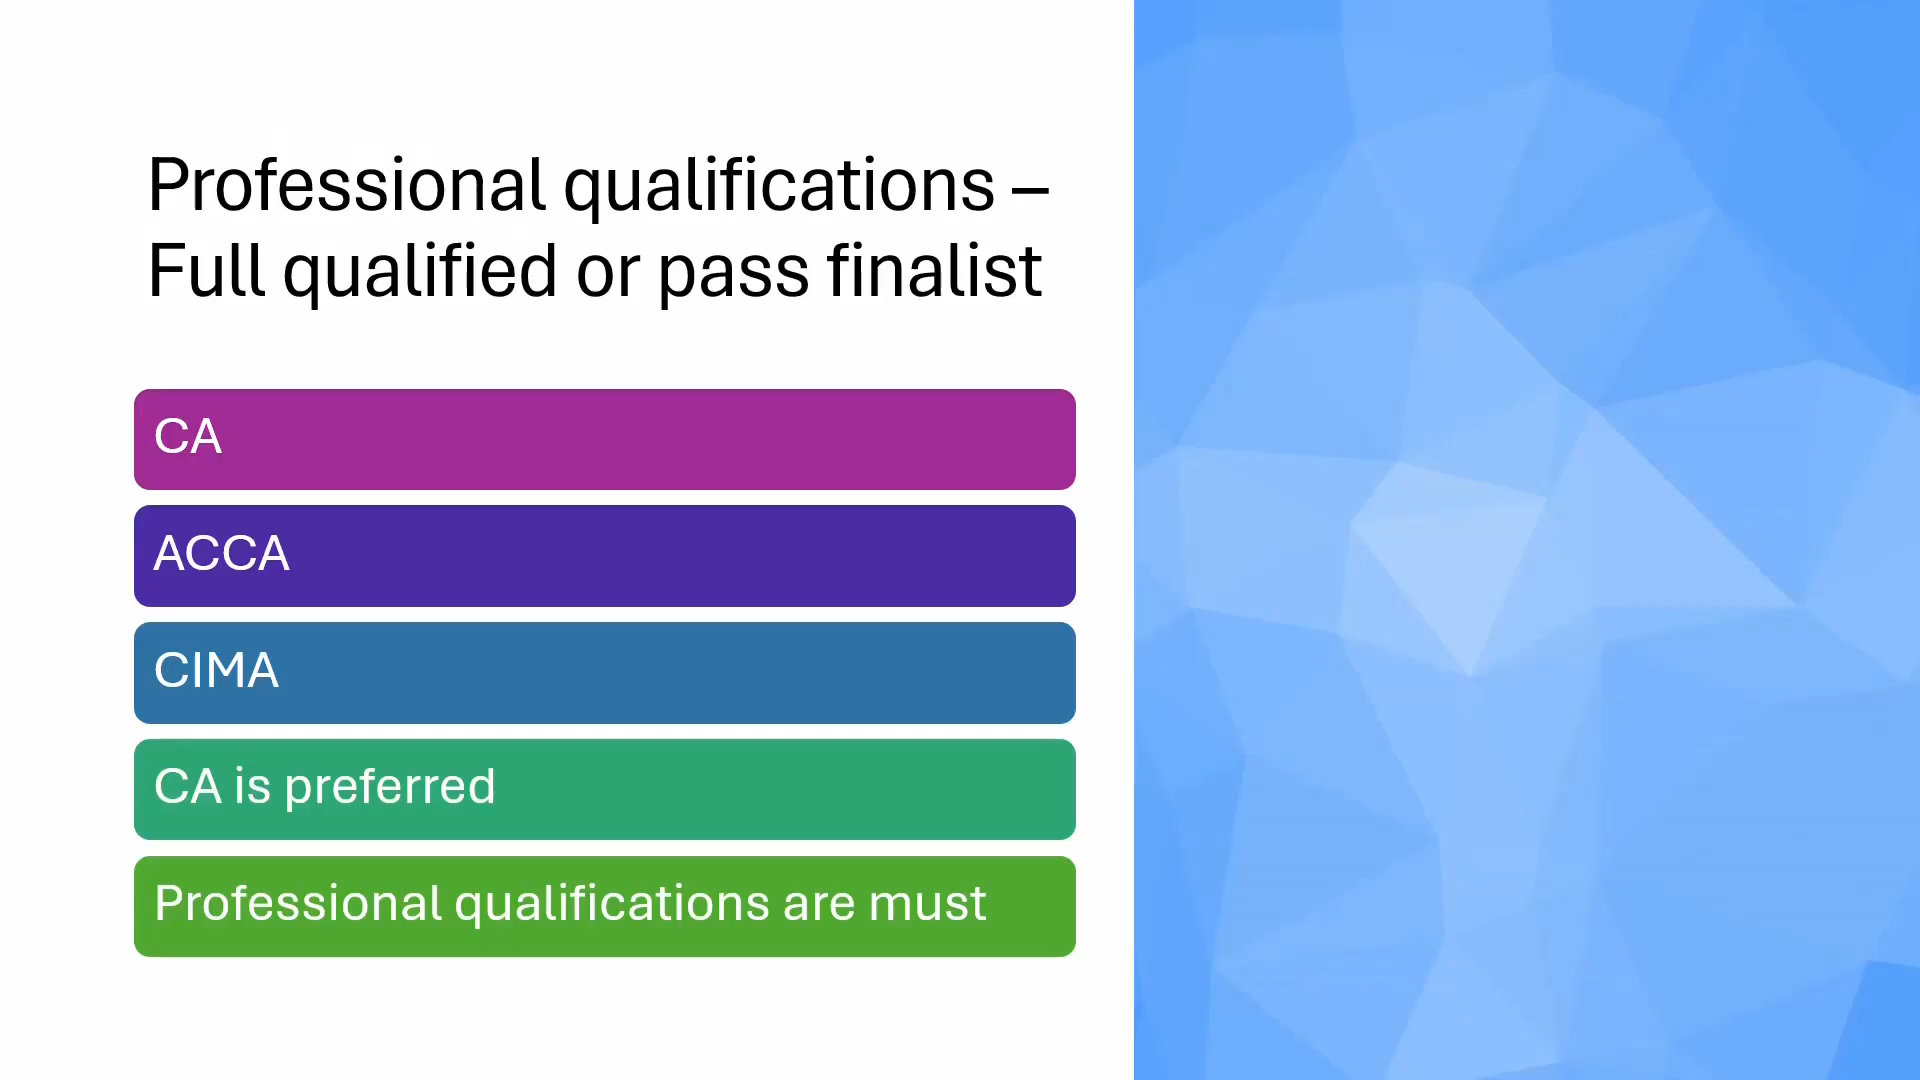 Professional qualifications –
Full qualified or pass finalist
CA
ACCA
CIMA
CA is preferred
Professional qualifications are must